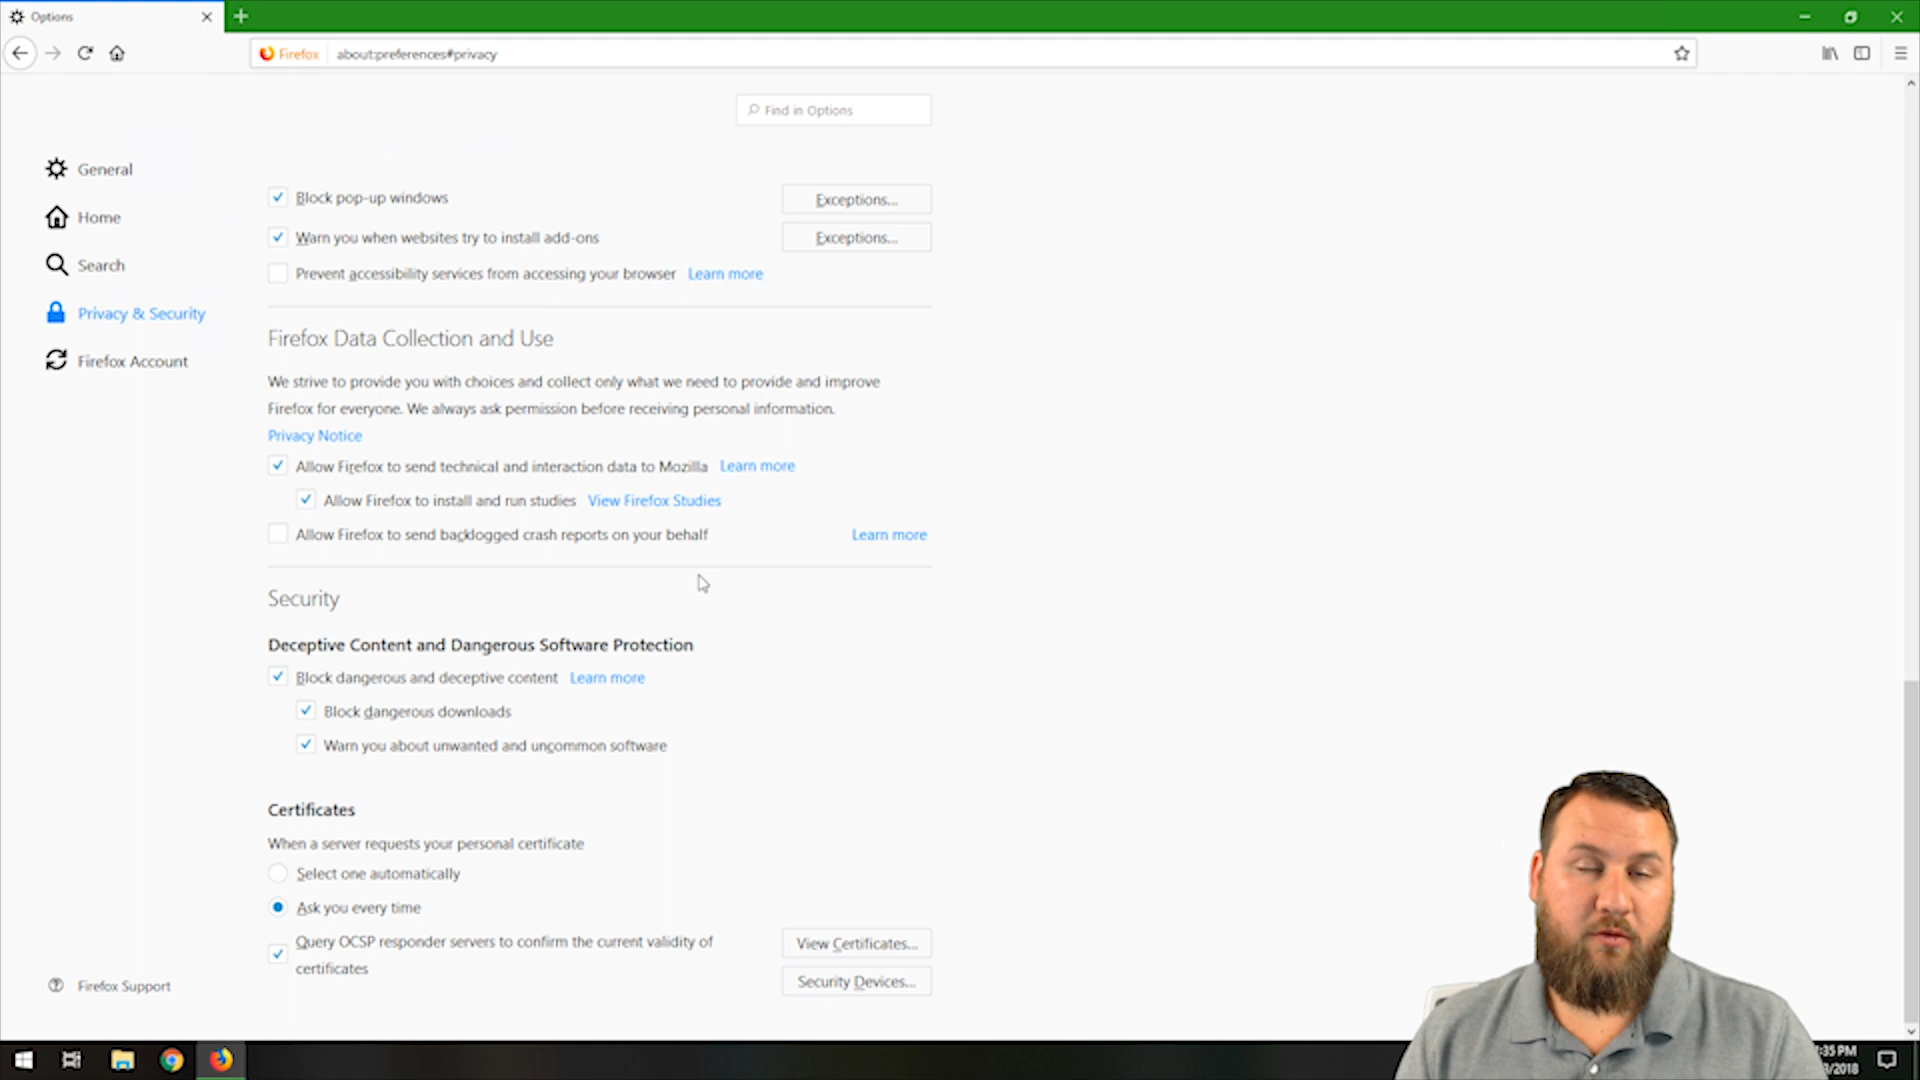 Options
Firefox about:preferences#privacy
Find in Options
General
Home
Search
Privacy & Security
Firefox Account
Block pop-up windows Exceptions...
Warn you when websites try to install add-ons Exceptions...
Prevent accessibility services from accessing your browser Learn more
Firefox Data Collection and Use
We strive to provide you with choices and collect only what we need to provide and improve
Firefox for everyone. We always ask permission before receiving personal information.
Privacy Notice
Allow Firefox to send technical and interaction data to Mozilla Learn more
Allow Firefox to install and run studies View Firefox Studies
Allow Firefox to send backlogged crash reports on your behalf Learn more
Security
Deceptive Content and Dangerous Software Protection
Block dangerous and deceptive content Learn more
Block dangerous downloads
Warn you about unwanted and uncommon software
Certificates
When a server requests your personal certificate
Select one automatically
Ask you every time
Query OCSP responder servers to confirm the current validity of
certificates
View Certificates...
Security Devices...
Firefox Support
:35 PM
/2018